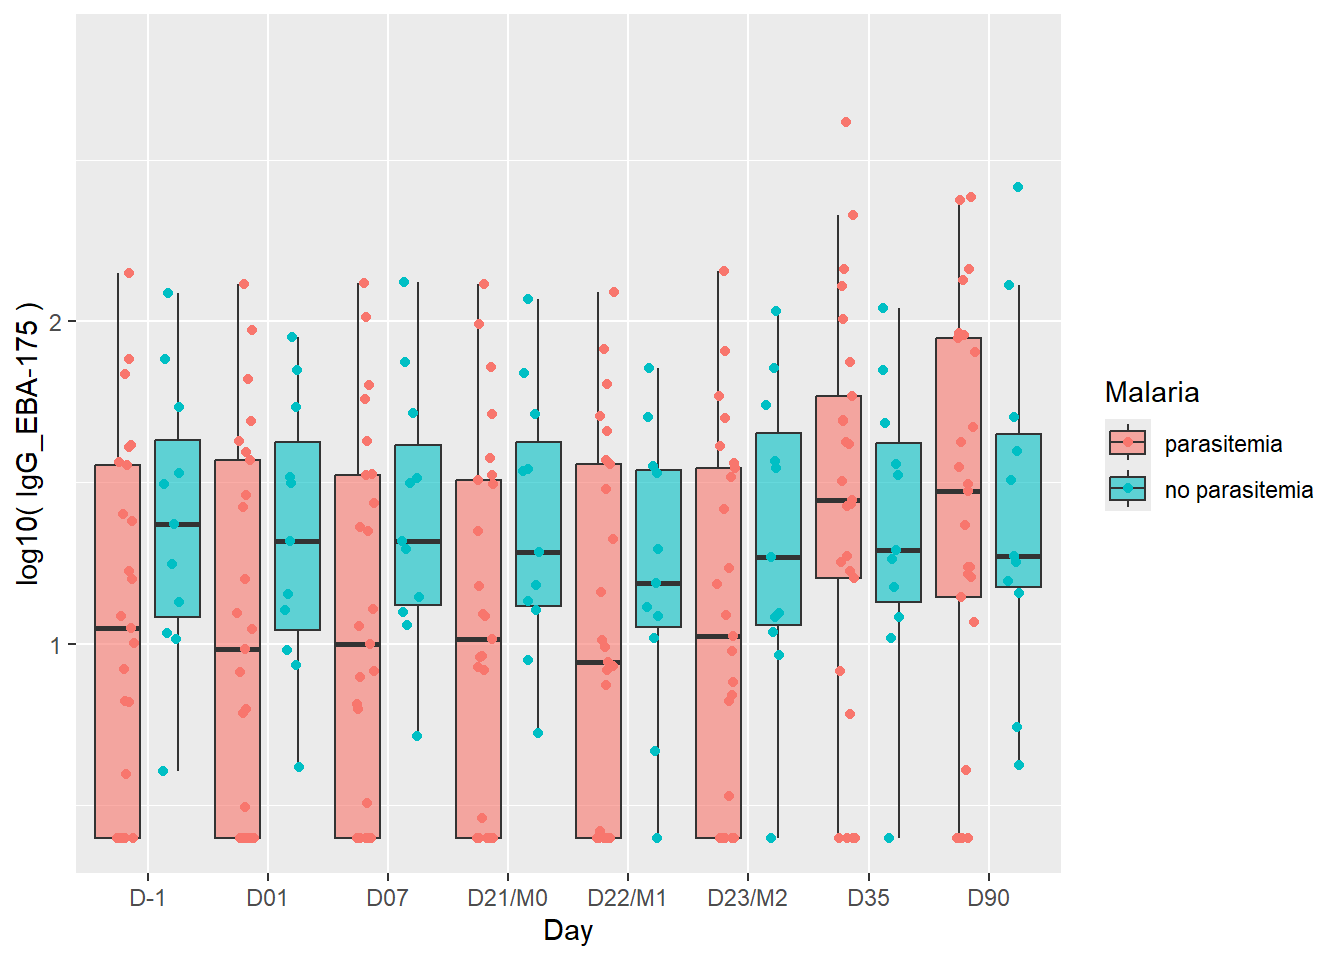 log10( IgG_EBA-175 )
2
1
D-1 D01 D07 D21/M0 D22/M1 D23/M2 D35 D90
Day
Malaria
parasitemia
no parasitemia